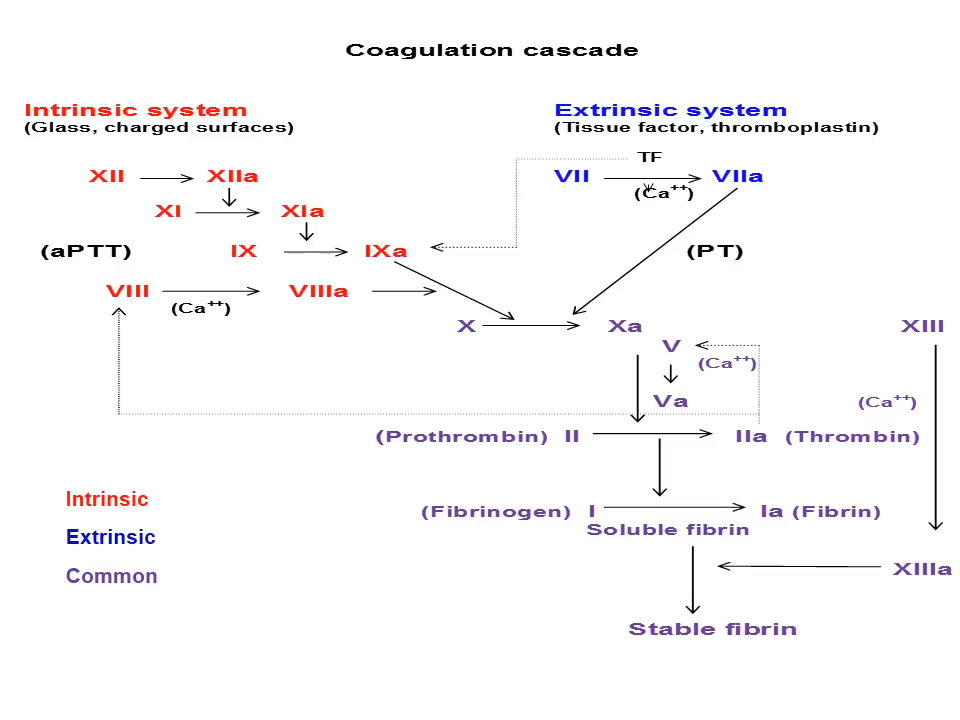 Coagulation cascade
Intrinsic system
(Glass, charged surfaces)
Extrinsic system
(Tissue factor, thromboplastin)
TF
XII
XIIa
VII
VIIa
(Ca++)
XI
XIa
(aPTT)
IX
IXa
(PT)
VIII
VIIIa
(Ca++)
X
Xa
XIII
V
(Ca++)
Va
(Ca++)
(Prothrombin) II
IIa (Thrombin)
Intrinsic
(Fibrinogen) I
Ia (Fibrin)
Soluble fibrin
Extrinsic
Common
XIIIa
Stable fibrin